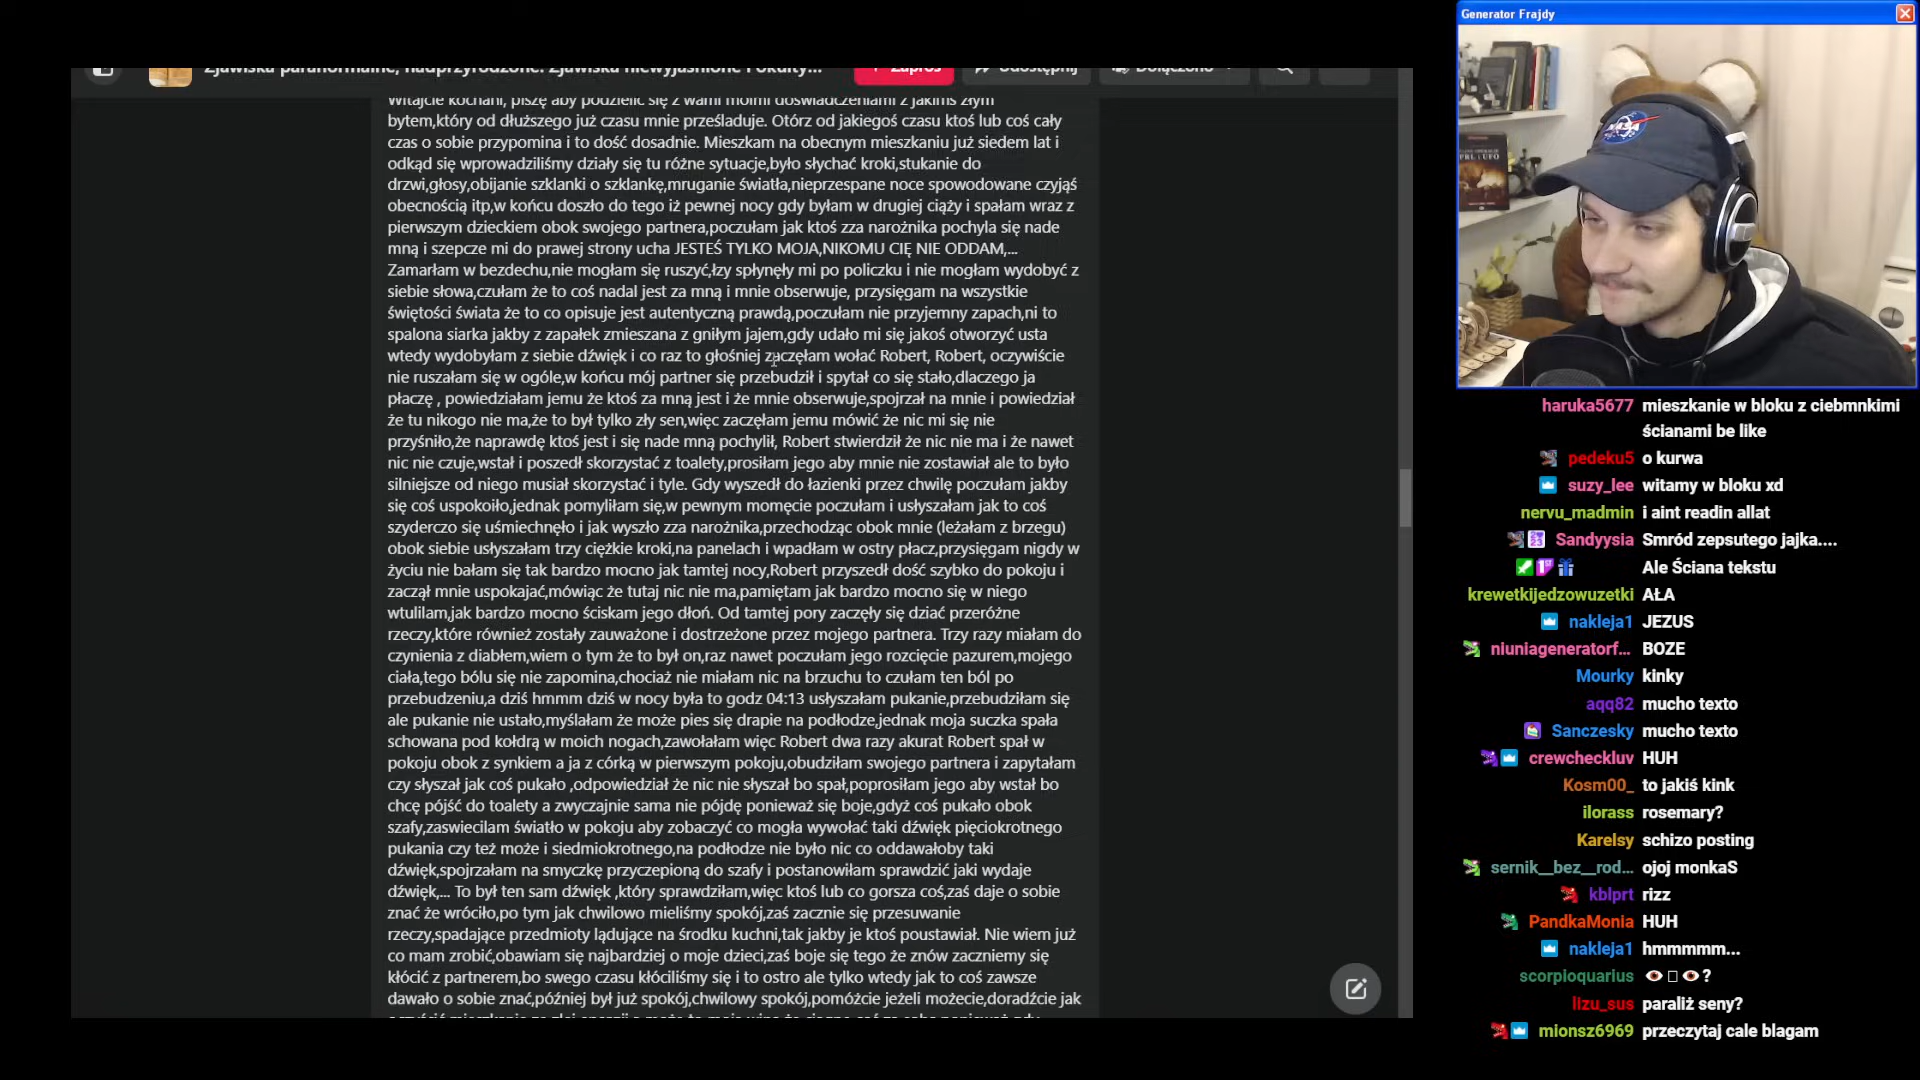 Zjawiska paranormalne, nadprzyrodzone. Zjawiska niewyjaśnione i Okulty...
Zaproś
Udostępnij
Dołączono
Witajcie kochani, piszę aby podzielić się z wami moimi doświadczeniami z jakimś złym
bytem,który od dłuższego już czasu mnie prześladuje. Otórz od jakiegoś czasu ktoś lub coś cały
czas o sobie przypomina i to dość dosadnie. Mieszkam na obecnym mieszkaniu już siedem lat i
odkąd się wprowadziliśmy działy się tu różne sytuacje,było słychać kroki,stukanie do
drzwi,głosy,obijanie szklanki o szklankę,mruganie światła,nieprzespane noce spowodowane czyjąś
obecnością itp,w końcu doszło do tego iż pewnej nocy gdy byłam w drugiej ciąży i spałam wraz z
pierwszym dzieckiem obok swojego partnera,poczułam jak ktoś zza narożnika pochyla się nade
mną i szepcze mi do prawej strony ucha JESTEŚ TYLKO MOJA,NIKOMU CIĘ NIE ODDAM,...
Zamarłam w bezdechu,nie mogłam się ruszyć,łzy spłynęły mi po policzku i nie mogłam wydobyć z
siebie słowa,czułam że to coś nadal jest za mną i mnie obserwuje, przysięgam na wszystkie
świętości świata że to co opisuje jest autentyczną prawdą,poczułam nie przyjemny zapach,ni to
spalona siarka jakby z zapałek zmieszana z gniłym jajem,gdy udało mi się jakoś otworzyć usta
wtedy wydobyłam z siebie dźwięk i co raz to głośniej zaczęłam wołać Robert, Robert, oczywiście
nie ruszałam się w ogóle,w końcu mój partner się przebudził i spytał co się stało,dlaczego ja
płaczę , powiedziałam jemu że ktoś za mną jest i że mnie obserwuje,spojrzał na mnie i powiedział
że tu nikogo nie ma,że to był tylko zły sen,więc zaczęłam jemu mówić że nic mi się nie
przyśniło,że naprawdę ktoś jest i się nade mną pochylił, Robert stwierdził że nic nie ma i że nawet
nic nie czuje,wstał i poszedł skorzystać z toalety,prosiłam jego aby mnie nie zostawiał ale to było
silniejsze od niego musiał skorzystać i tyle. Gdy wyszedł do łazienki przez chwilę poczułam jakby
się coś uspokoiło,jednak pomyliłam się,w pewnym momęcie poczułam i usłyszałam jak to coś
szyderczo się uśmiechnęło i jak wyszło zza narożnika,przechodząc obok mnie (leżałam z brzegu)
obok siebie usłyszałam trzy ciężkie kroki,na panelach i wpadłam w ostry płacz,przysięgam nigdy w
życiu nie bałam się tak bardzo mocno jak tamtej nocy,Robert przyszedł dość szybko do pokoju i
zaczął mnie uspokajać,mówiąc że tutaj nic nie ma,pamiętam jak bardzo mocno się w niego
wtulilam,jak bardzo mocno ściskam jego dłoń. Od tamtej pory zaczęły się dziać przeróżne
rzeczy,które również zostały zauważone i dostrzeżone przez mojego partnera. Trzy razy miałam do
czynienia z diabłem,wiem o tym że to był on,raz nawet poczułam jego rozcięcie pazurem,mojego
ciała,tego bólu się nie zapomina,chociaż nie miałam nic na brzuchu to czułam ten ból po
przebudzeniu,a dziś hmmm dziś w nocy była to godz 04:13 usłyszałam pukanie,przebudziłam się
ale pukanie nie ustało,myślałam że może pies się drapie na podłodze,jednak moja suczka spała
schowana pod kołdrą w moich nogach,zawołałam więc Robert dwa razy akurat Robert spał w
pokoju obok z synkiem a ja z córką w pierwszym pokoju,obudziłam swojego partnera i zapytałam
czy słyszał jak coś pukało ,odpowiedział że nic nie słyszał bo spał,poprosiłam jego aby wstał bo
chcę pójść do toalety a zwyczajnie sama nie pójdę ponieważ się boje,gdyż coś pukało obok
szafy,zaswiecilam światło w pokoju aby zobaczyć co mogła wywołać taki dźwięk pięciokrotnego
pukania czy też może i siedmiokrotnego,na podłodze nie było nic co oddawałoby taki
dźwięk,spojrzałam na smyczkę przyczepioną do szafy i postanowiłam sprawdzić jaki wydaje
dźwięk,... To był ten sam dźwięk ,który sprawdziłam,więc ktoś lub co gorsza coś,zaś daje o sobie
znać że wróciło,po tym jak chwilowo mieliśmy spokój,zaś zacznie się przesuwanie
rzeczy,spadające przedmioty lądujące na środku kuchni,tak jakby je ktoś poustawiał. Nie wiem już
co mam zrobić,obawiam się najbardziej o moje dzieci,zaś boje się tego że znów zaczniemy się
kłócić z partnerem,bo swego czasu kłóciliśmy się i to ostro ale tylko wtedy jak to coś zawsze
dawało o sobie znać,później był już spokój,chwilowy spokój,pomóżcie jeżeli możecie,doradźcie jak
Generator Frajdy
NASA
PRL UFO
haruka5677 mieszkanie w bloku z ciebmnkimi
ścianami be like
pedeku5 o kurwa
suzy_lee witamy w bloku xd
nervu_madmin i aint readin allat
Sandyysia Smród zepsutego jajka....
Ale Ściana tekstu
krewetkijedzowuzetki AŁA
nakleja1 JEZUS
niuniageneratorf... BOZE
Mourky kinky
aqq82 mucho texto
Sanczesky mucho texto
crewcheckluv HUH
Kosm00_ to jakiś kink
ilorass rosemary?
Karelsy schizo posting
sernik__bez__rod... ojoj monkaS
kblprt rizz
PandkaMonia HUH
nakleja1 hmmmmm...
scorpioquarius 👁️▯👁️?
lizu_sus paraliż seny?
mionsz6969 przeczytaj cale blagam